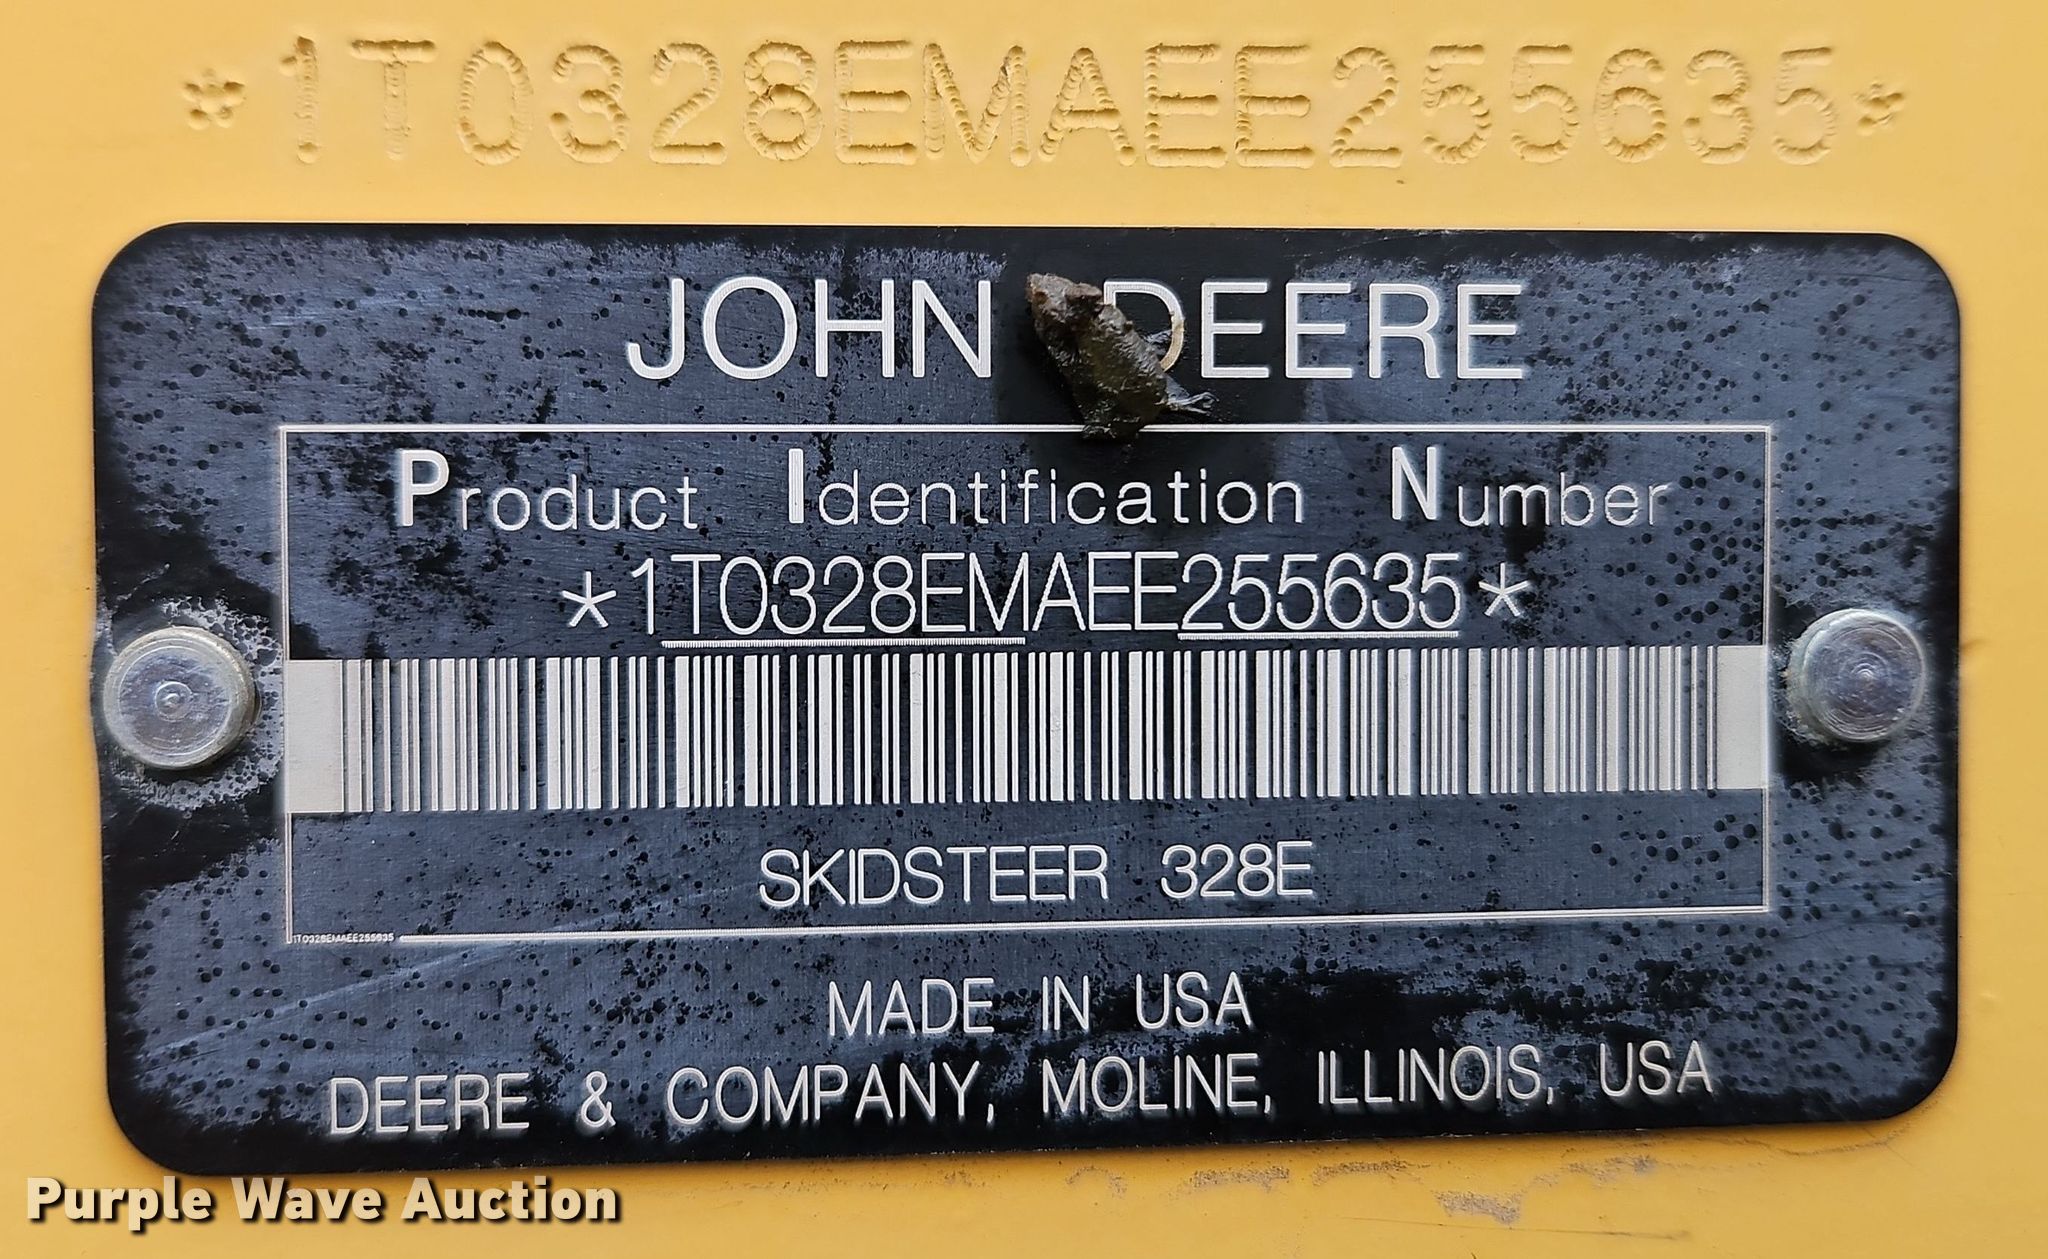 *1T0328EMAEE255635*
JOHN DEERE
Product Identification Number
*1T0328EMAEE255635*
SKIDSTEER 328E
1T0328EMAEE255635
MADE IN USA
DEERE & COMPANY, MOLINE, ILLINOIS, USA
Purple Wave Auction